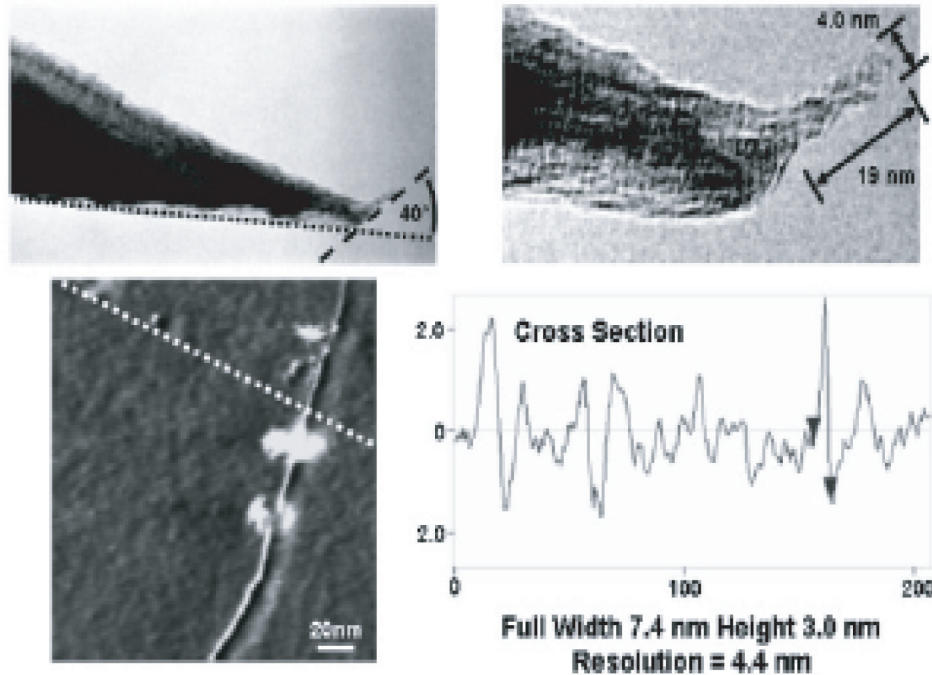 40°
4.0 nm
19 nm
20nm
Cross Section
2.0
0
2.0
0
100
200
Full Width 7.4 nm Height 3.0 nm
Resolution = 4.4 nm